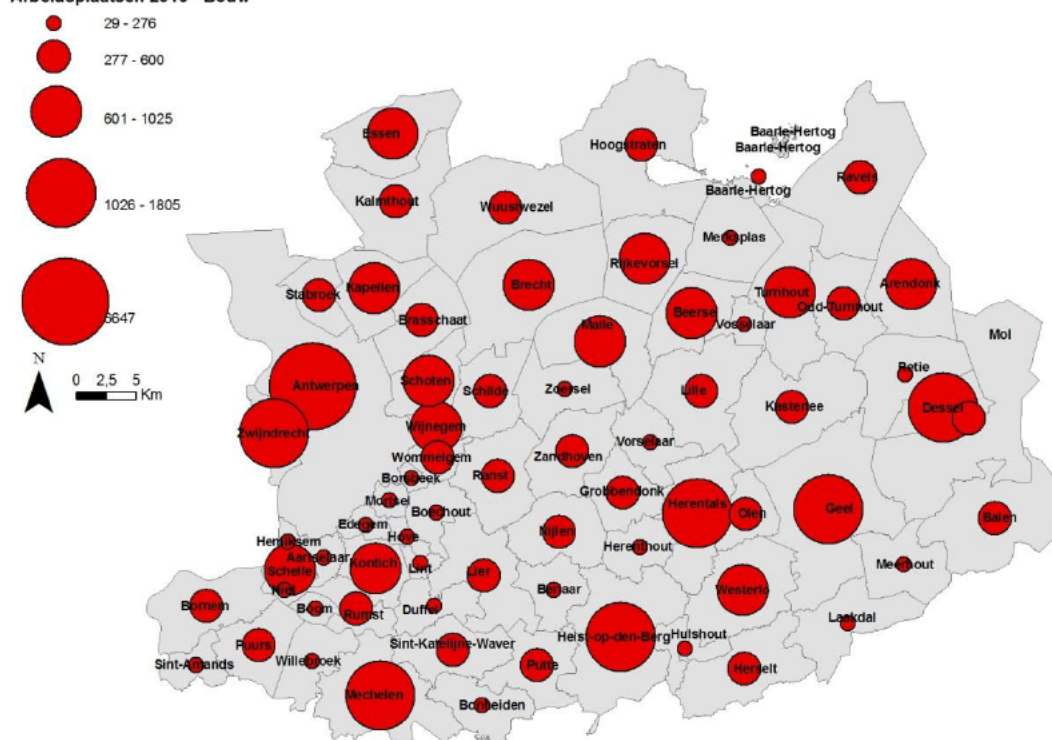 29 - 276
277 - 600
601 - 1025
1026 - 1805
6647
N
0 2,5 5
Km
Essen
Hoogstraten
Baarle-Hertog
Baarle-Hertog
Baarle-Hertog
Ravels
Kalmthout
Wuustwezel
Merksplas
Rijkevorsel
Stabroek
Kapellen
Brecht
Turnhout
Arendonk
Oud-Turnhout
Beerse
Vosselaar
Brasschaat
Malle
Mol
Retie
Antwerpen
Schoten
Schilde
Zoersel
Lille
Kasterlee
Dessel
Zwijndrecht
Wijnegem
Vorselaar
Wommelgem
Zandhoven
Borsbeek
Ranst
Grobbendonk
Mortsel
Boechout
Herentals
Olen
Geel
Balen
Edegem
Hove
Nijlen
Herenthout
Hemiksem
Aartselaar
Schelle
Kontich
Lint
Lier
Meerhout
Niel
Berlaar
Westerlo
Bornem
Boom
Rumst
Duffel
Laakdal
Puurs
Sint-Katelijne-Waver
Heist-op-den-Berg
Hulshout
Sint-Amands
Willebroek
Putte
Herselt
Mechelen
Bonheiden